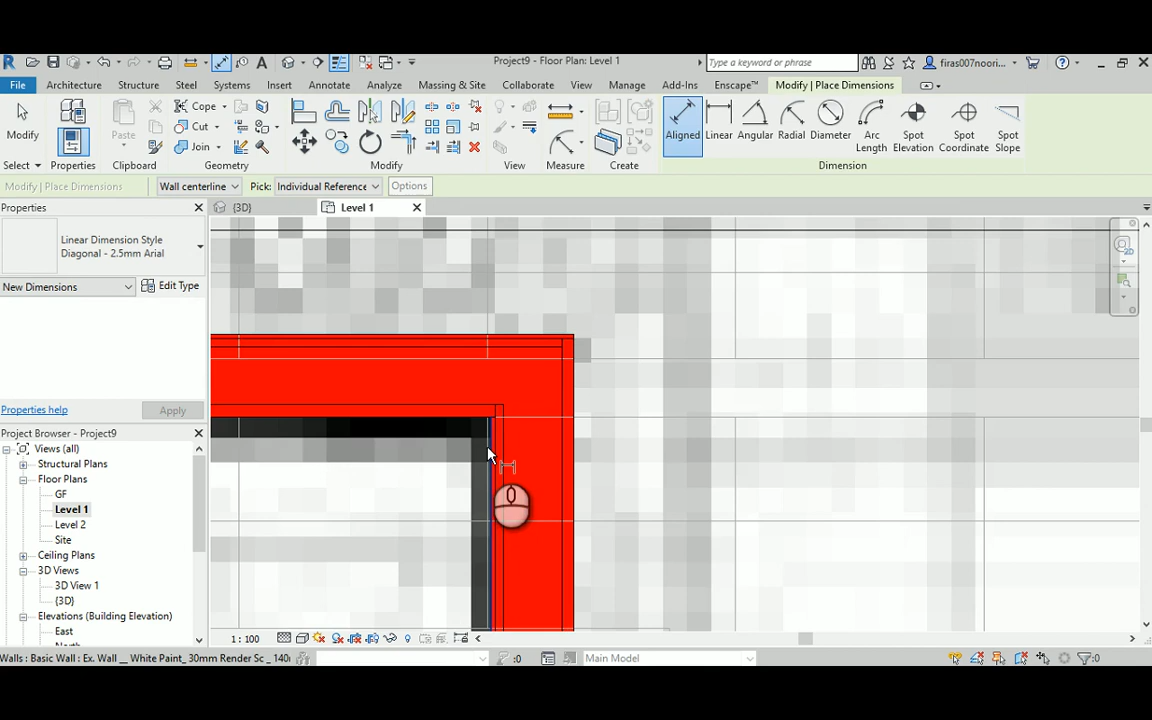 Project9 - Floor Plan: Level 1
Type a keyword or phrase
firas007noori...
File Architecture Structure Steel Systems Insert Annotate Analyze Massing & Site Collaborate View Manage Add-Ins Enscape™ Modify | Place Dimensions
Modify
Paste
Cope
Cut
Join
Aligned Linear Angular Radial Diameter Arc Length Spot Elevation Spot Coordinate Spot Slope
Select Properties Clipboard Geometry Modify View Measure Create Dimension
Modify | Place Dimensions Wall centerline Pick: Individual Reference Options
Properties
{3D}
Level 1
Linear Dimension Style
Diagonal - 2.5mm Arial
New Dimensions Edit Type
Properties help Apply
Project Browser - Project9
Views (all)
Structural Plans
Floor Plans
GF
Level 1
Level 2
Site
Ceiling Plans
3D Views
3D View 1
{3D}
Elevations (Building Elevation)
East
1 : 100
Walls : Basic Wall : Ex. Wall __ White Paint_ 30mm Render Sc _ 140
:0
Main Model
:0
2D